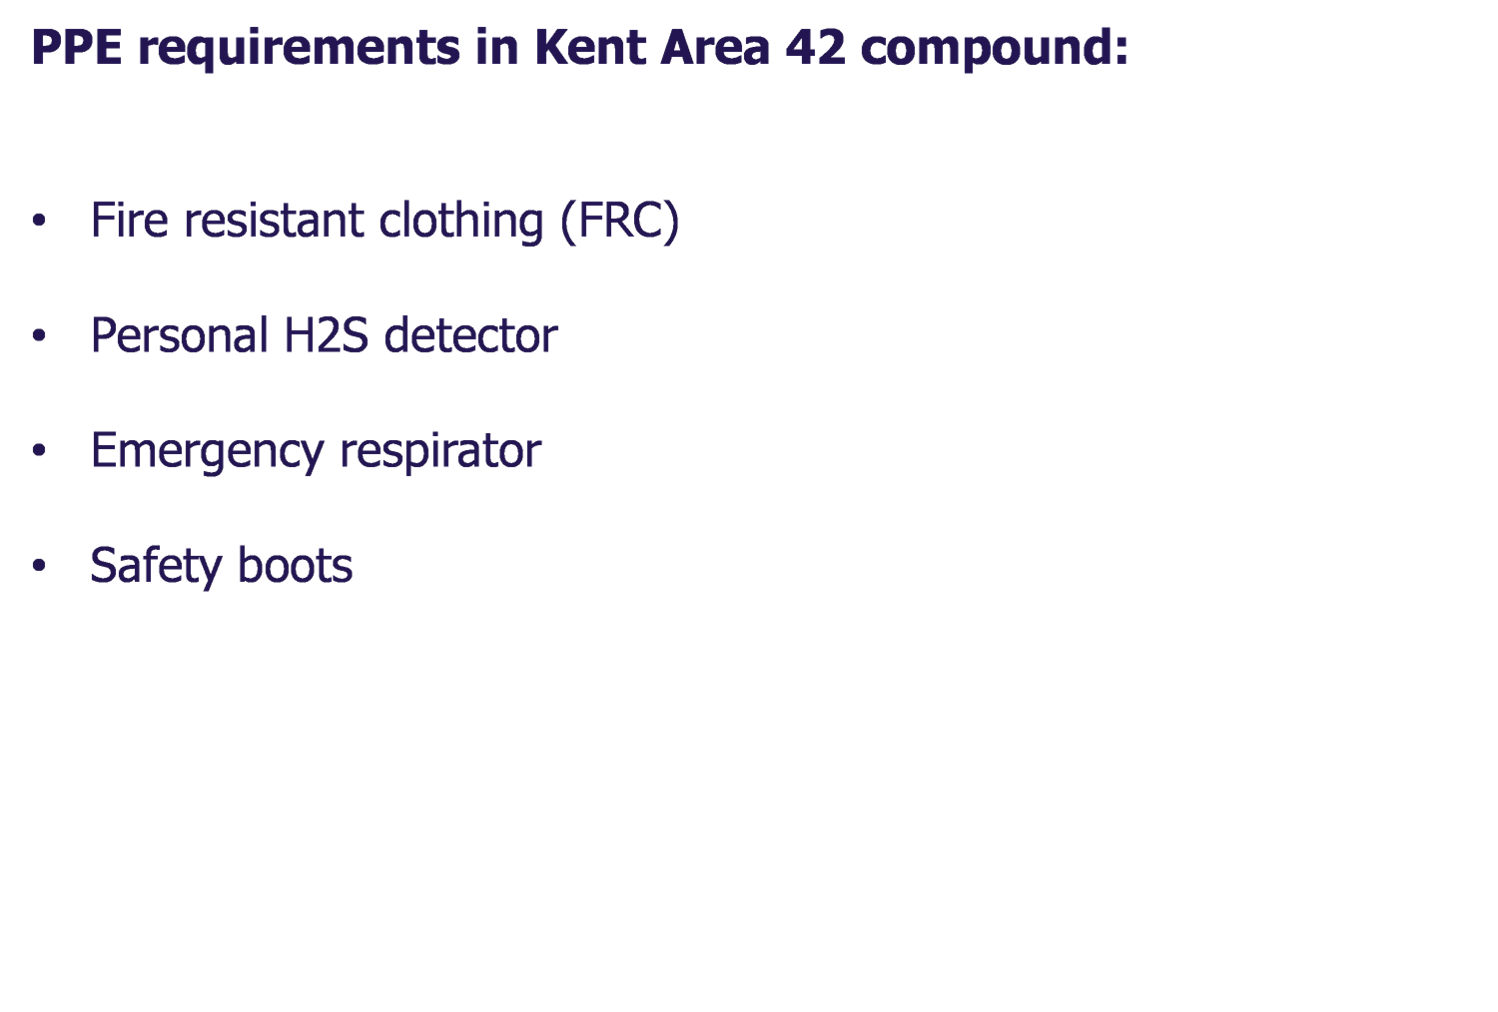 PPE requirements in Kent Area 42 compound:
• Fire resistant clothing (FRC)
• Personal H2S detector
• Emergency respirator
• Safety boots